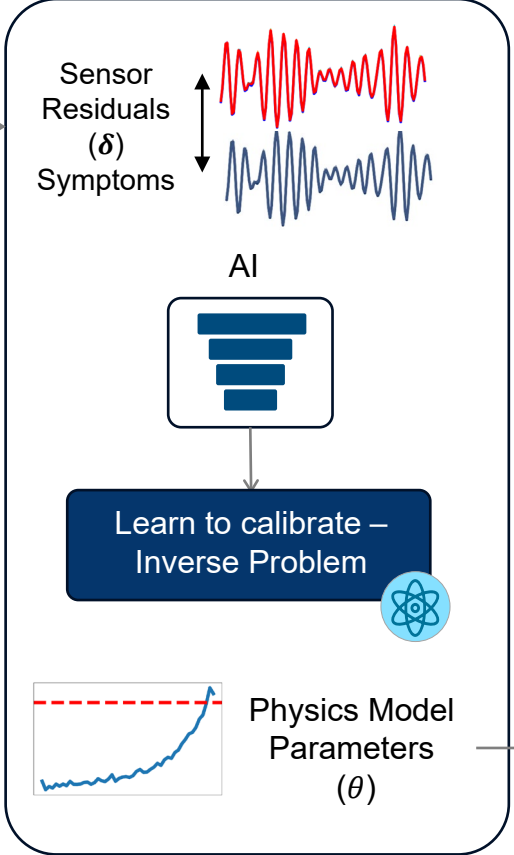 Sensor
Residuals
(δ)
Symptoms
AI
Learn to calibrate –
Inverse Problem
Physics Model
Parameters
(θ)